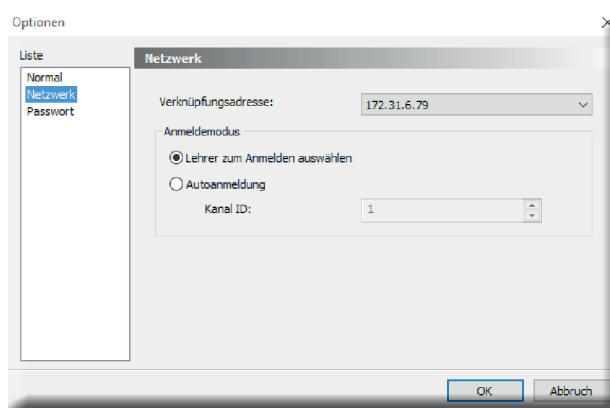 Optionen
Liste
Normal
Netzwerk
Passwort
Netzwerk
Verknüpfungsadresse: 172.31.6.79
Anmeldemodus
Lehrer zum Anmelden auswählen
Autoanmeldung
Kanal ID: 1
OK Abbruch